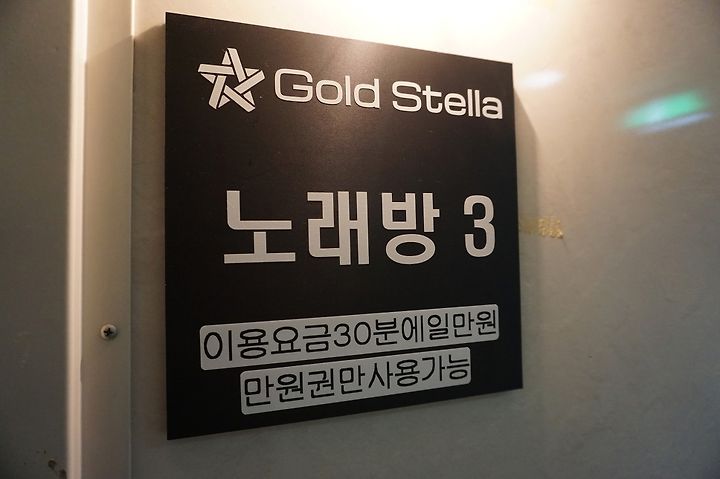 Gold Stella
노래방 3
이용요금30분에일만원
만원권만사용가능